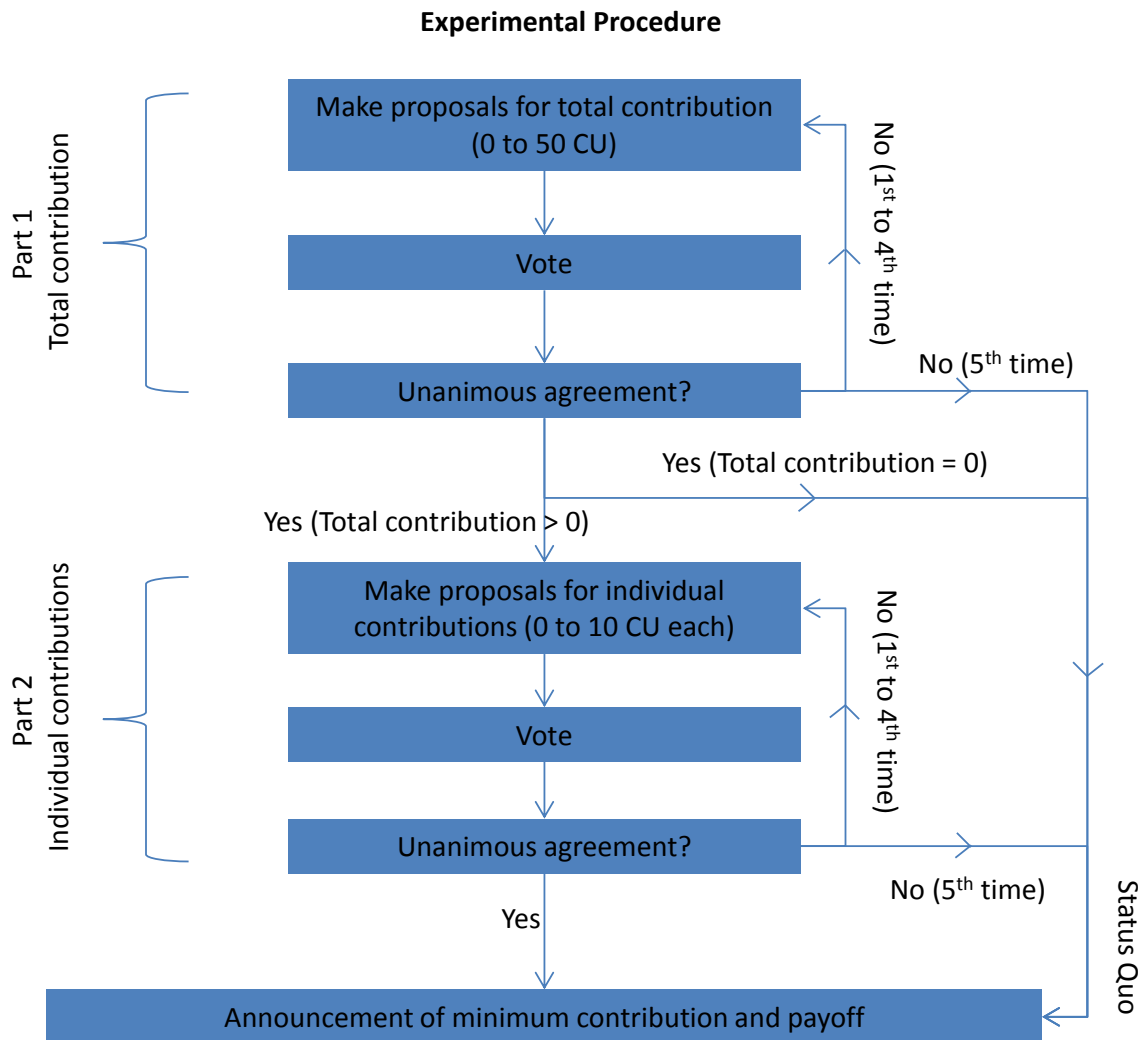 Experimental Procedure
Part 1
Total contribution
Make proposals for total contribution
(0 to 50 CU)
Vote
Unanimous agreement?
No (1st to 4th time)
No (5th time)
Yes (Total contribution = 0)
Yes (Total contribution > 0)
Part 2
Individual contributions
Make proposals for individual
contributions (0 to 10 CU each)
Vote
Unanimous agreement?
No (1st to 4th time)
No (5th time)
Yes
Status Quo
Announcement of minimum contribution and payoff